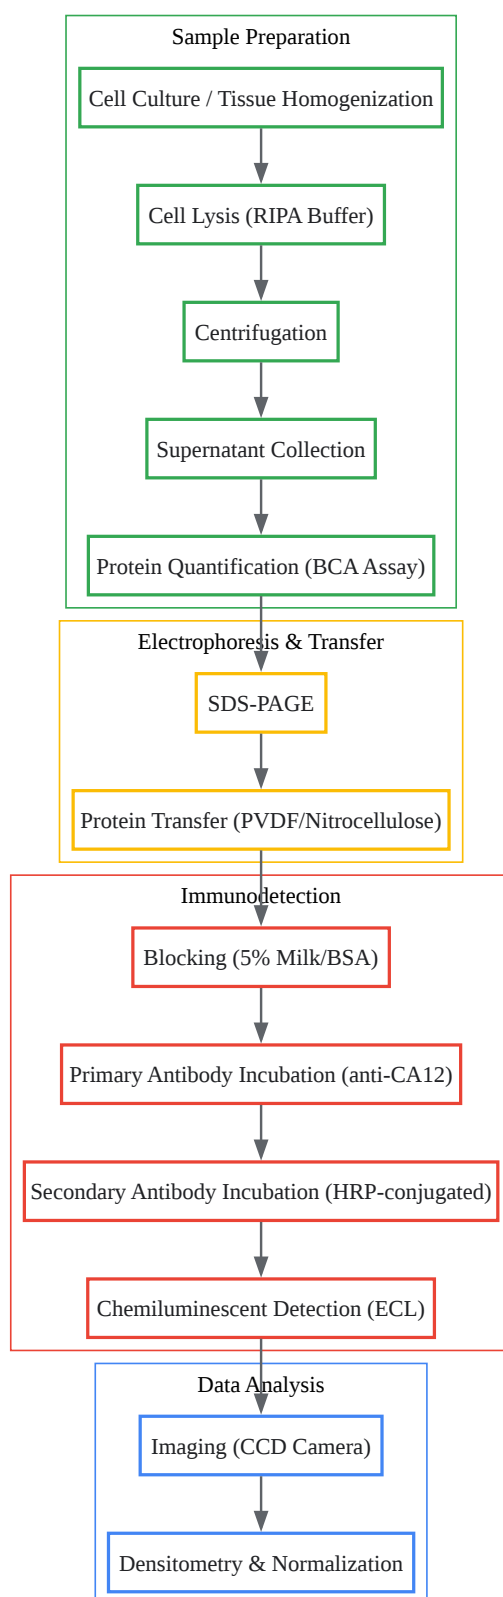 Sample Preparation
Cell Culture / Tissue Homogenization
Cell Lysis (RIPA Buffer)
Centrifugation
Supernatant Collection
Protein Quantification (BCA Assay)
Electrophoresis & Transfer
SDS-PAGE
Protein Transfer (PVDF/Nitrocellulose)
Immunodetection
Blocking (5% Milk/BSA)
Primary Antibody Incubation (anti-CA12)
Secondary Antibody Incubation (HRP-conjugated)
Chemiluminescent Detection (ECL)
Data Analysis
Imaging (CCD Camera)
Densitometry & Normalization